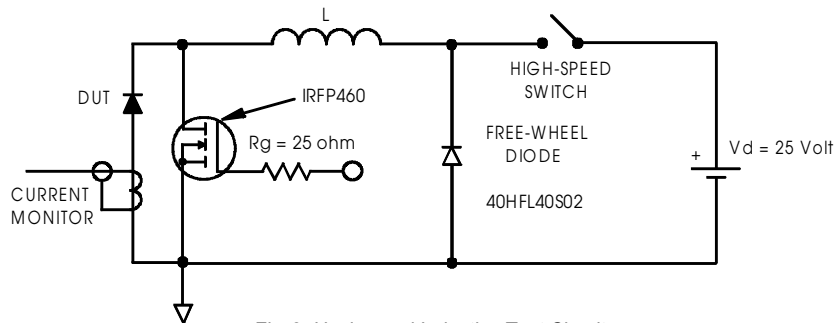 L
HIGH-SPEED
SWITCH
DUT
IRFP460
Rg = 25 ohm
FREE-WHEEL
DIODE
40HFL40S02
+
Vd = 25 Volt
CURRENT
MONITOR